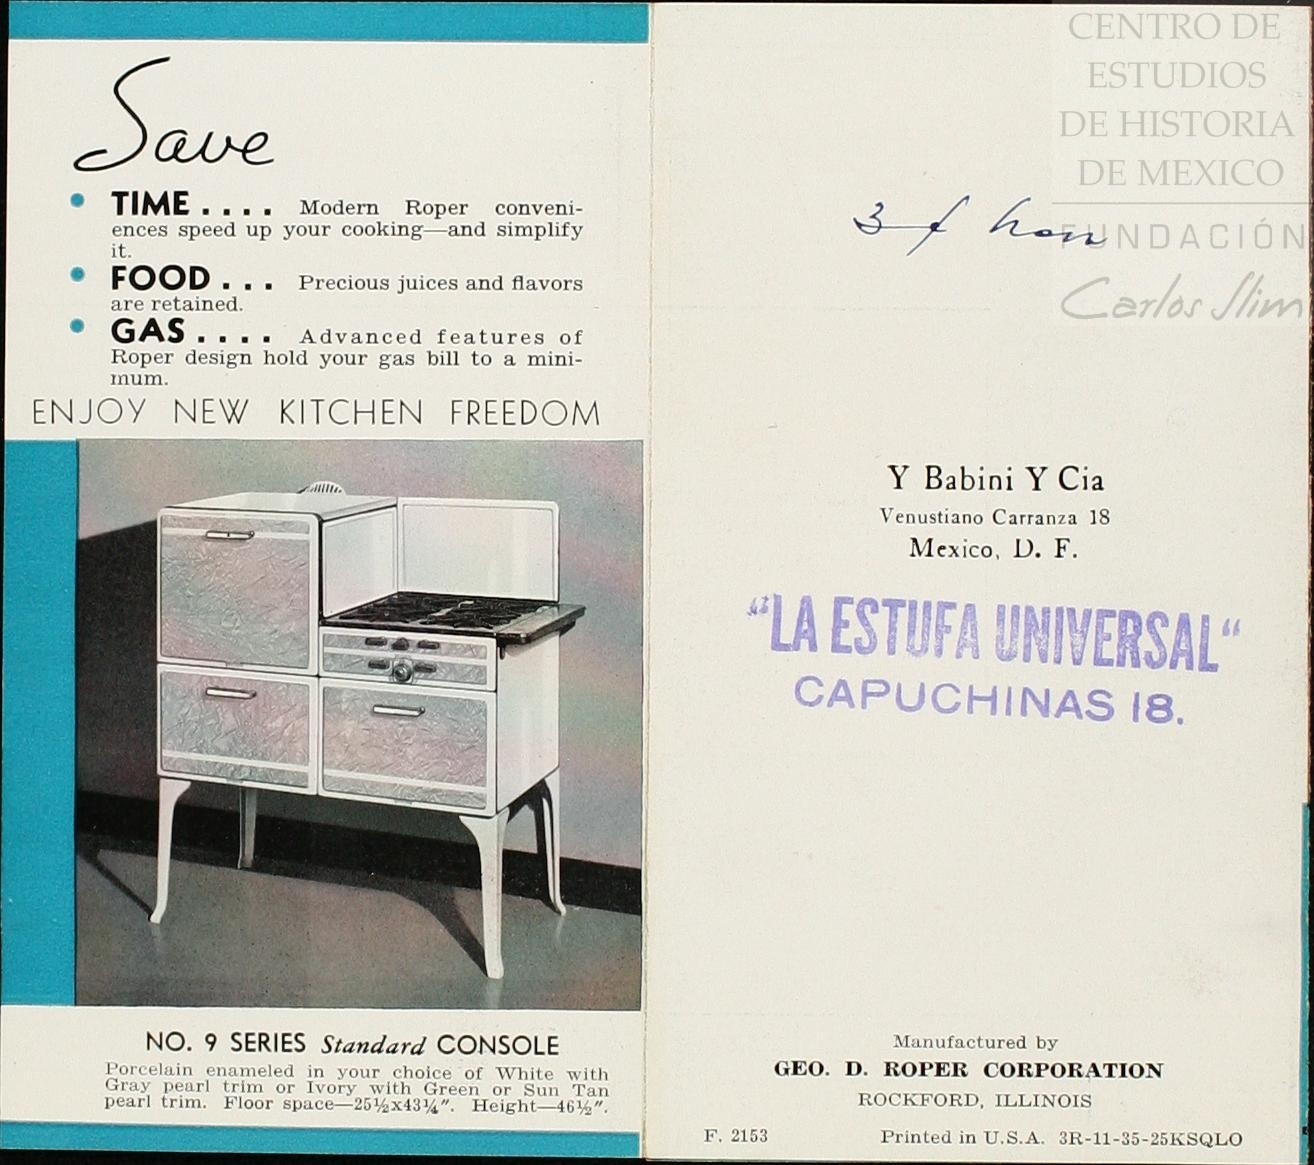 Save
TIME . . . . Modern Roper conveni-
ences speed up your cooking—and simplify
it.
FOOD . . . Precious juices and flavors
are retained.
GAS . . . . Advanced features of
Roper design hold your gas bill to a mini-
mum.
ENJOY NEW KITCHEN FREEDOM
NO. 9 SERIES Standard CONSOLE
Porcelain enameled in your choice of White with
Gray pearl trim or Ivory with Green or Sun Tan
pearl trim. Floor space—25½x43¼". Height—46½".
CENTRO DE
ESTUDIOS
DE HISTORIA
DE MEXICO
FUNDACIÓN
Carlos Slim
Y Babini Y Cia
Venustiano Carranza 18
Mexico, D. F.
"LA ESTUFA UNIVERSAL"
CAPUCHINAS 18.
Manufactured by
GEO. D. ROPER CORPORATION
ROCKFORD, ILLINOIS
F. 2153 Printed in U.S.A. 3R-11-35-25KSQLO